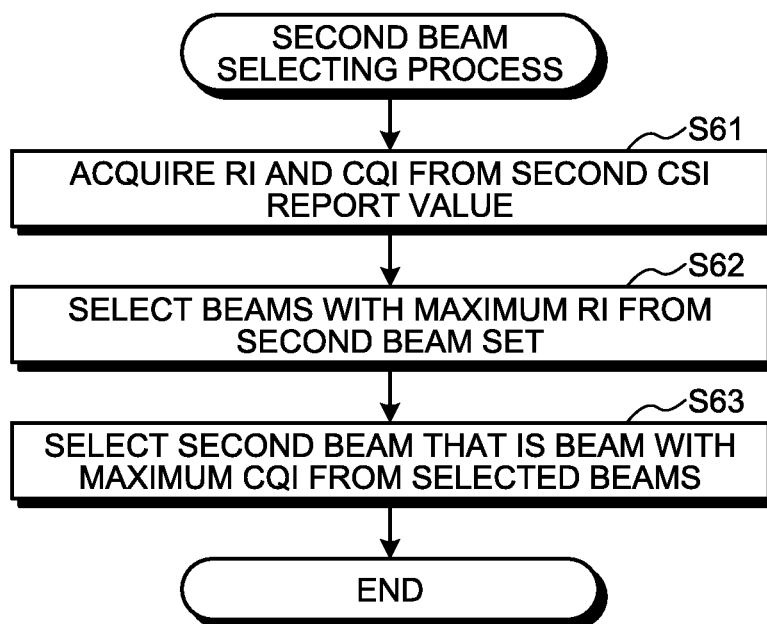 SECOND BEAM
SELECTING PROCESS
S61
ACQUIRE RI AND CQI FROM SECOND CSI
REPORT VALUE
S62
SELECT BEAMS WITH MAXIMUM RI FROM
SECOND BEAM SET
S63
SELECT SECOND BEAM THAT IS BEAM WITH
MAXIMUM CQI FROM SELECTED BEAMS
END